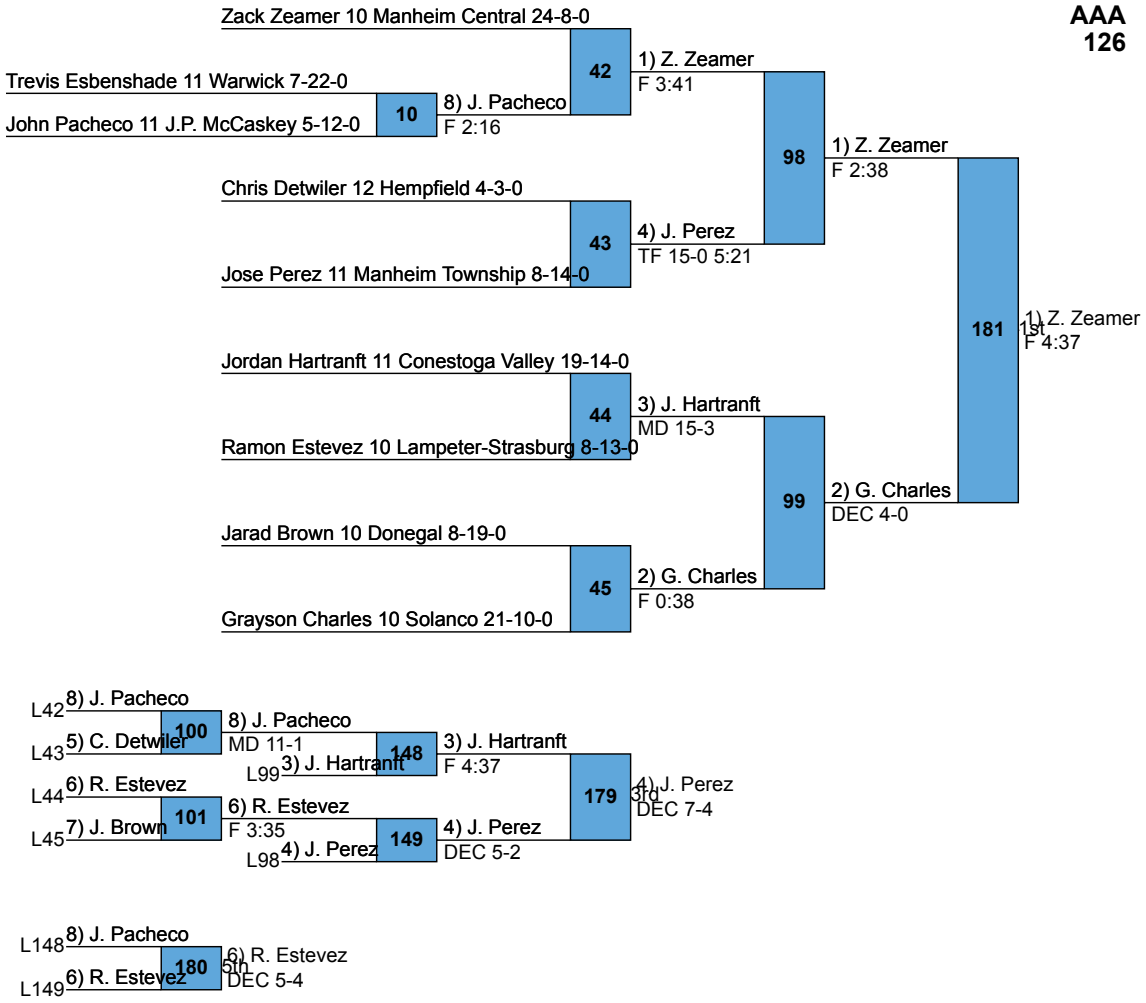 AAA
126
Zack Zeamer 10 Manheim Central 24-8-0
42
1) Z. Zeamer
F 3:41
Trevis Esbenshade 11 Warwick 7-22-0
10
8) J. Pacheco
F 2:16
John Pacheco 11 J.P. McCaskey 5-12-0
98
1) Z. Zeamer
F 2:38
Chris Detwiler 12 Hempfield 4-3-0
43
4) J. Perez
TF 15-0 5:21
Jose Perez 11 Manheim Township 8-14-0
181
1st
1) Z. Zeamer
F 4:37
Jordan Hartranft 11 Conestoga Valley 19-14-0
44
3) J. Hartranft
MD 15-3
Ramon Estevez 10 Lampeter-Strasburg 8-13-0
99
2) G. Charles
DEC 4-0
Jarad Brown 10 Donegal 8-19-0
45
2) G. Charles
F 0:38
Grayson Charles 10 Solanco 21-10-0
L42
8) J. Pacheco
100
8) J. Pacheco
MD 11-1
L43
5) C. Detwiler
148
3) J. Hartranft
F 4:37
L99
3) J. Hartranft
L44
6) R. Estevez
101
6) R. Estevez
F 3:35
L45
7) J. Brown
149
4) J. Perez
DEC 5-2
L98
4) J. Perez
179
3rd
4) J. Perez
DEC 7-4
L148
8) J. Pacheco
180
5th
6) R. Estevez
DEC 5-4
L149
6) R. Estevez